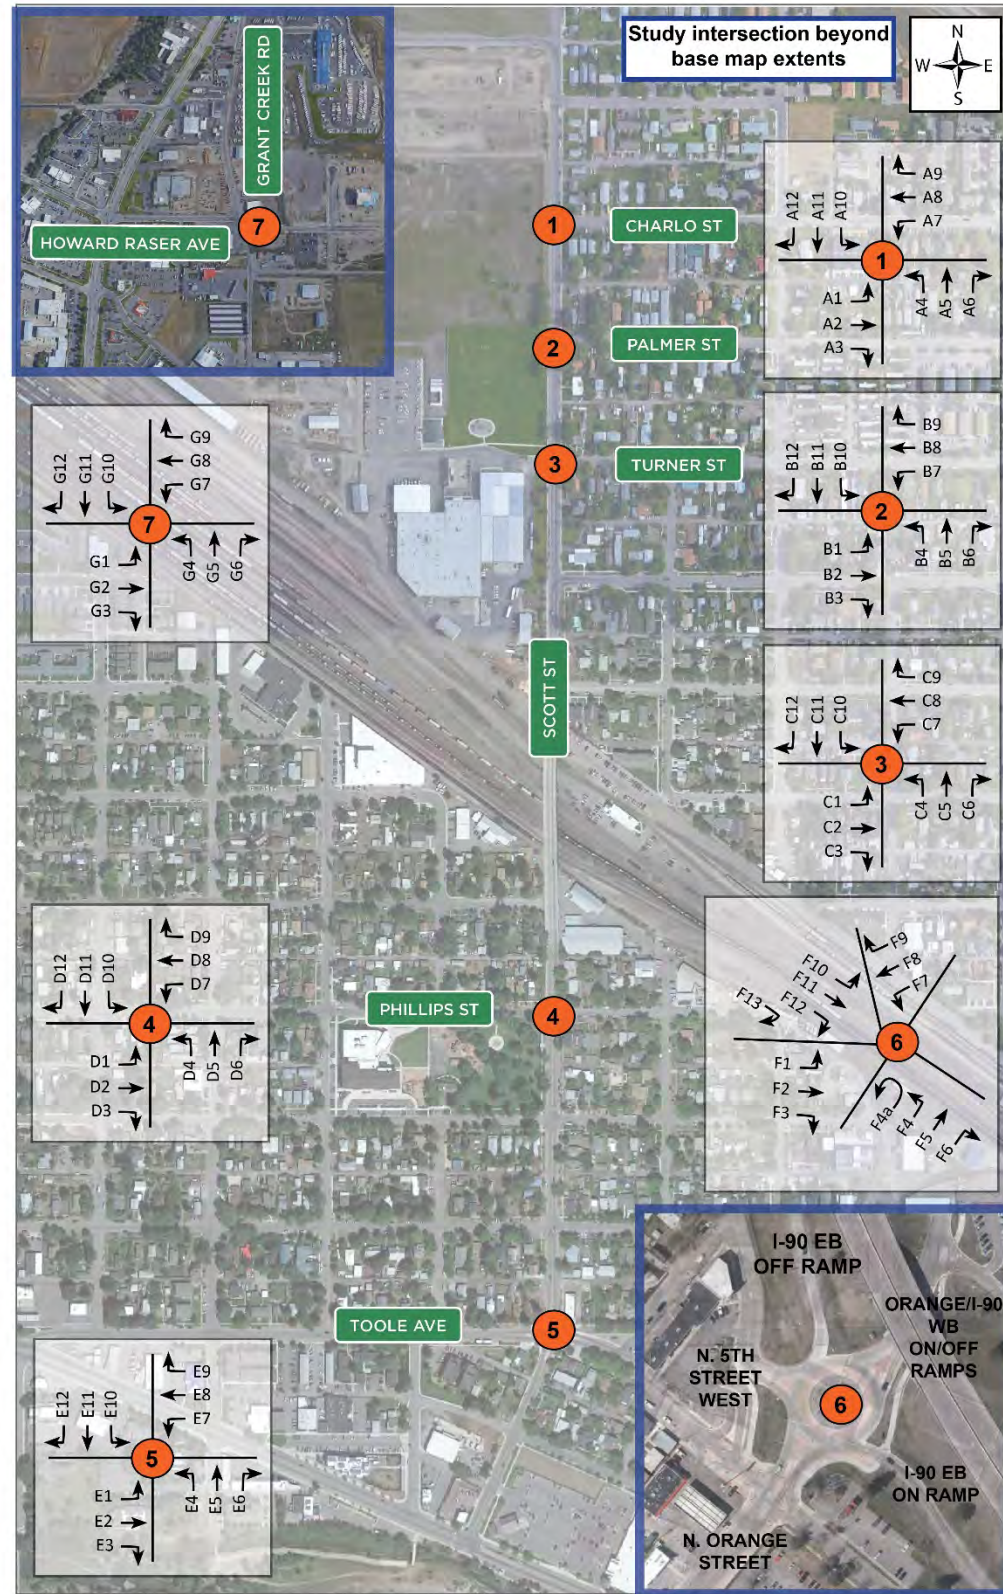 Study intersection beyond
base map extents
N
W E
S
GRANT CREEK RD
HOWARD RASER AVE
7
1
CHARLO ST
2
PALMER ST
3
TURNER ST
SCOTT ST
PHILLIPS ST
4
TOOLE AVE
5
A12 A11 A10
A9
A8
A7
1
A1
A2
A3
A4 A5 A6
B12 B11 B10
B9
B8
B7
2
B1
B2
B3
B4 B5 B6
G12 G11 G10
G9
G8
G7
7
G1
G2
G3
G4 G5 G6
C12 C11 C10
C9
C8
C7
3
C1
C2
C3
C4 C5 C6
D12 D11 D10
D9
D8
D7
4
D1
D2
D3
D4 D5 D6
F13 F12 F11 F10
F9
F8
F7
6
F1
F2
F3
F4a F4 F5 F6
E12 E11 E10
E9
E8
E7
5
E1
E2
E3
E4 E5 E6
I-90 EB
OFF RAMP
ORANGE/I-90
WB
ON/OFF
RAMPS
N. 5TH
STREET
WEST
6
I-90 EB
ON RAMP
N. ORANGE
STREET